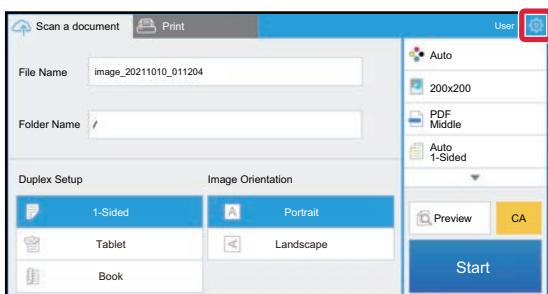 Scan a document
Print
User
File Name
image_20211010_011204
Folder Name
/
Duplex Setup
Image Orientation
1-Sided
Tablet
Book
A
Portrait
A
Landscape
Auto
200x200
PDF
Middle
Auto
1-Sided
Preview
CA
Start